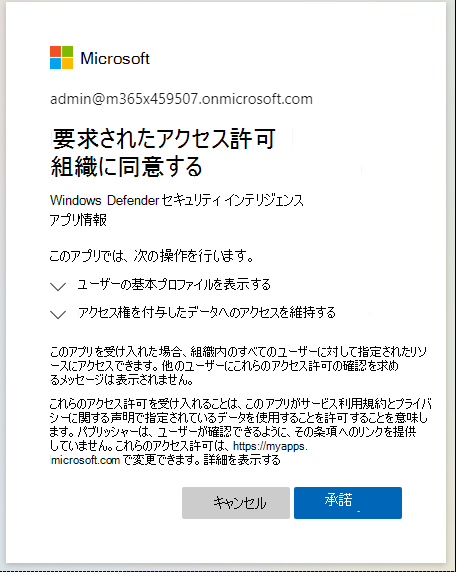 Microsoft
admin@m365x459507.onmicrosoft.com
要求されたアクセス許可
組織に同意する
Windows Defender セキュリティ インテリジェンス
アプリ情報
このアプリでは、次の操作を行います。
ユーザーの基本プロファイルを表示する
アクセス権を付与したデータへのアクセスを維持する
このアプリを受け入れた場合、組織内のすべてのユーザーに対して指定されたリソ
ースにアクセスできます。他のユーザーにこれらのアクセス許可の確認を求め
るメッセージは表示されません。
これらのアクセス許可を受け入れることは、このアプリがサービス利用規約とプライバ
シーに関する声明で指定されているデータを使用することを許可することを意味しま
す。パブリッシャーは、ユーザーが確認できるように、その条項へのリンクを提供
していません。これらのアクセス許可は、https://myapps.
microsoft.com で変更できます。詳細を表示する
キャンセル
承諾